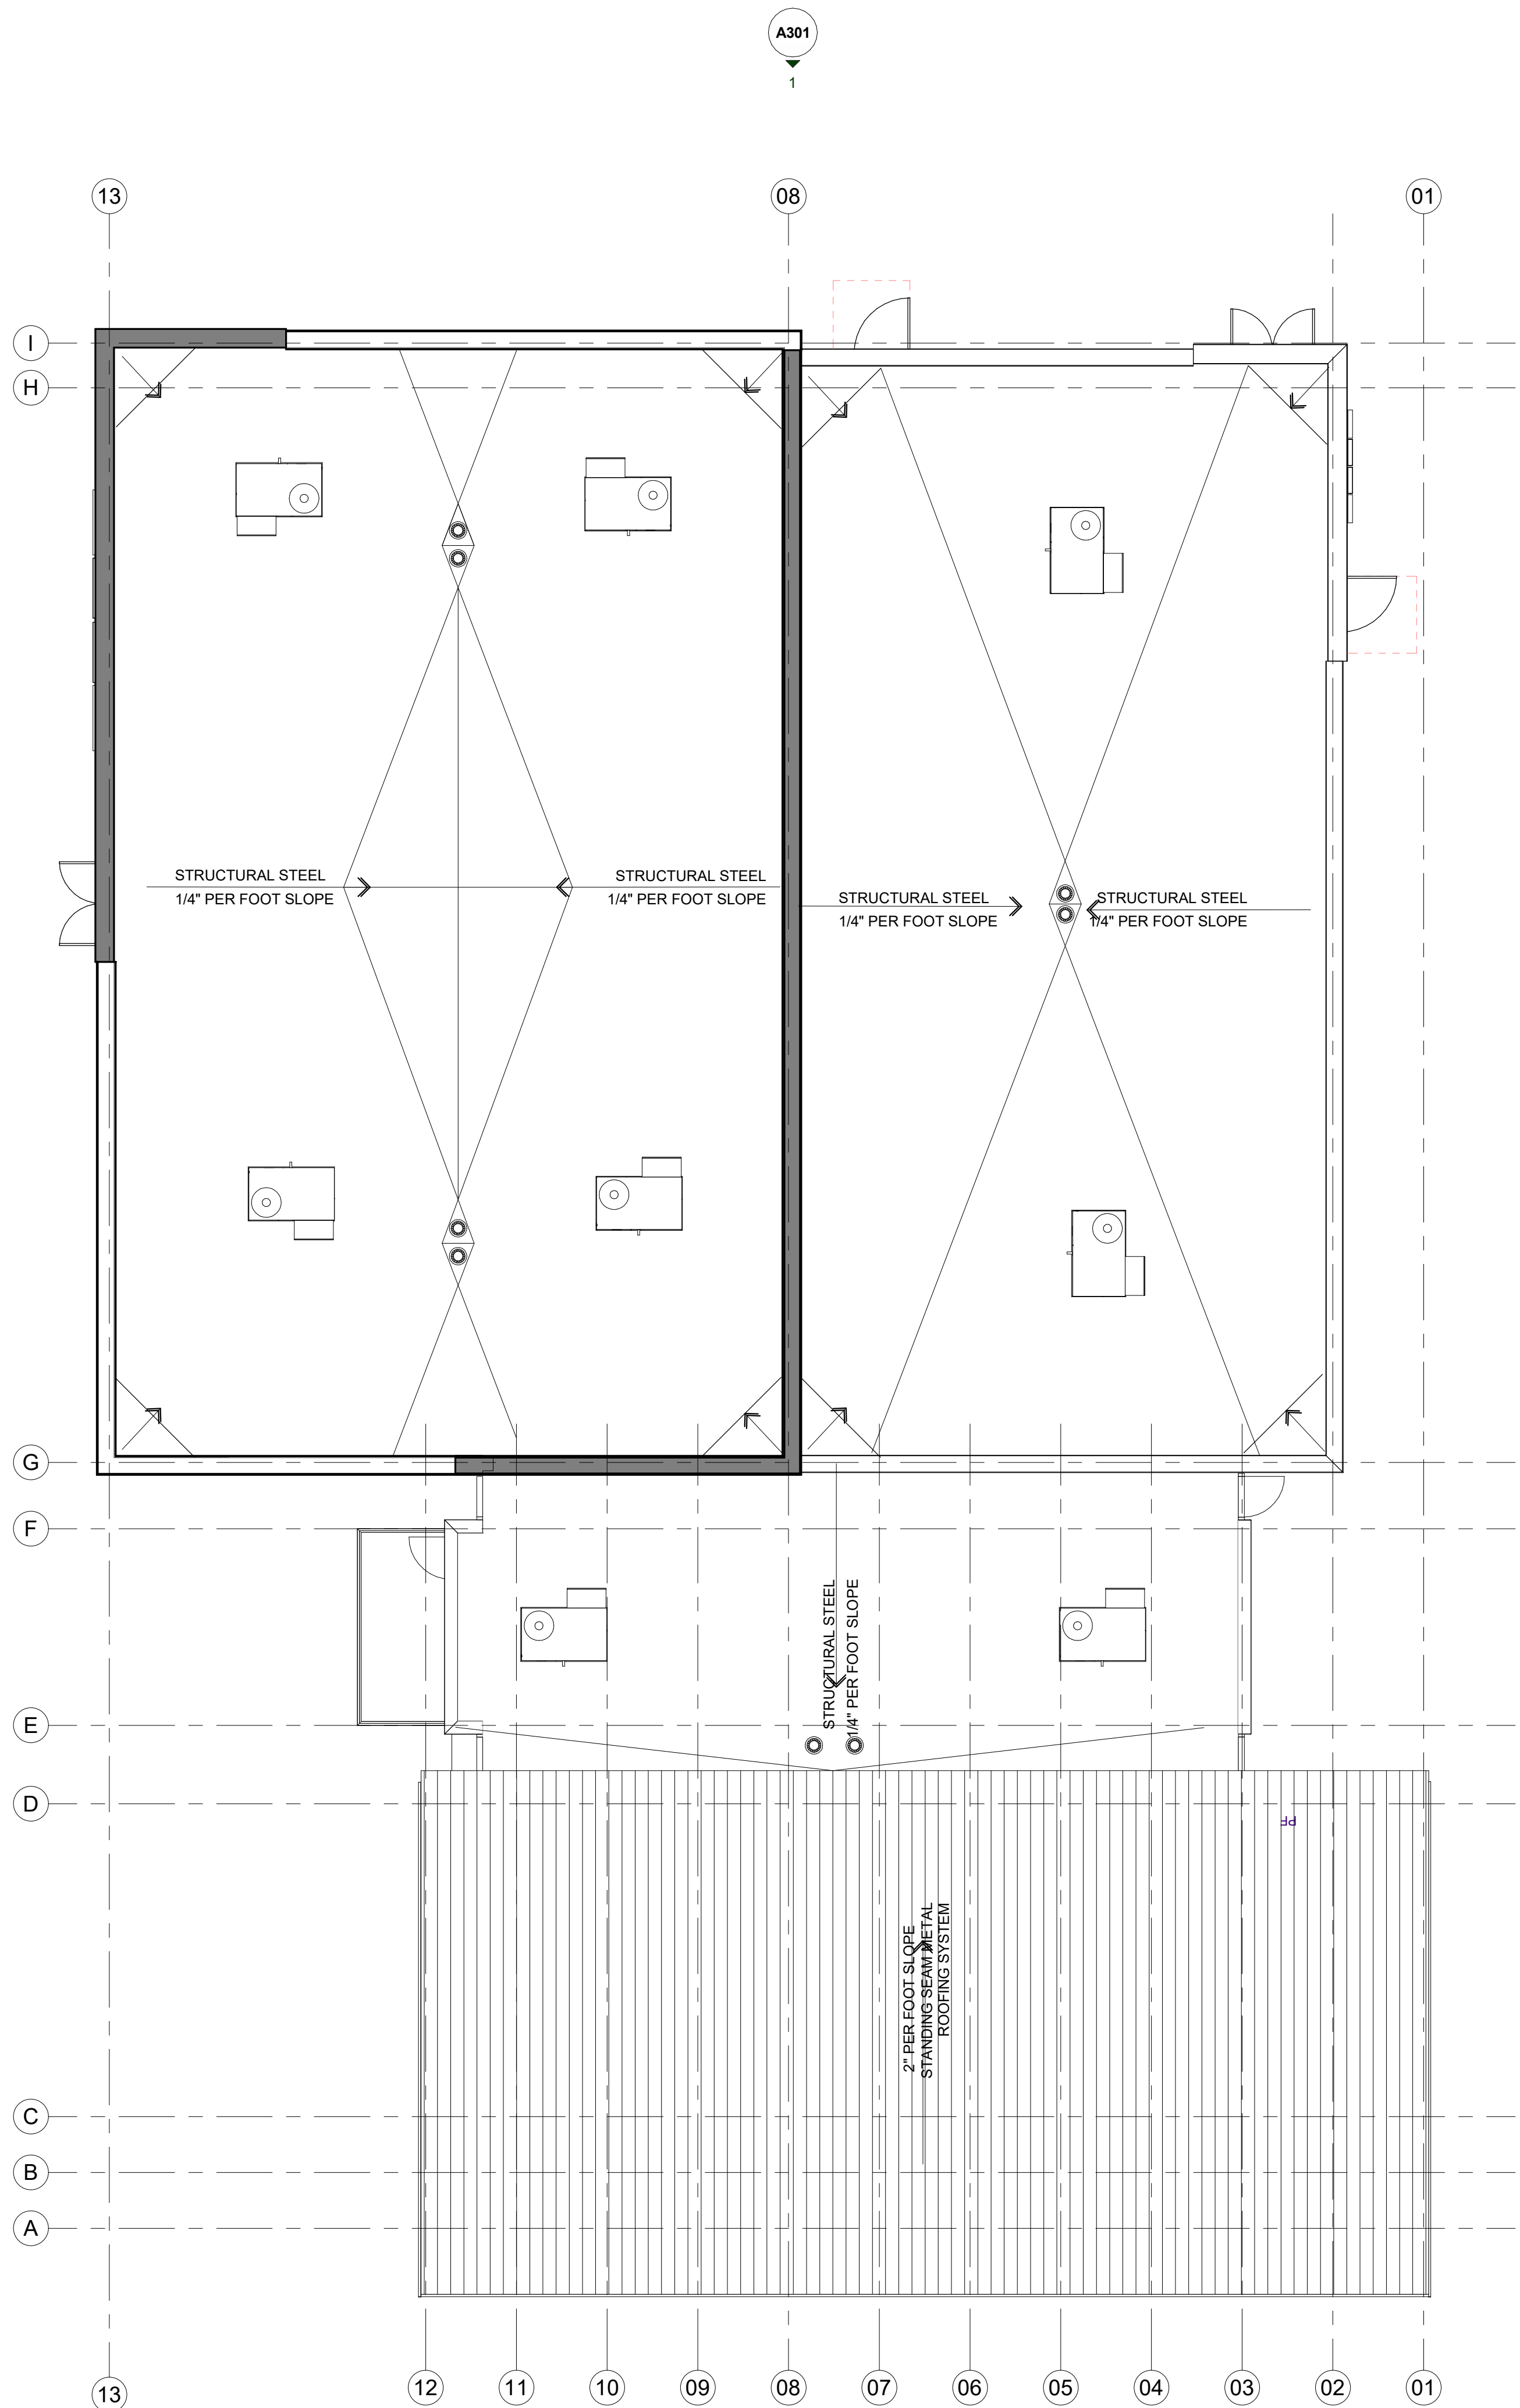 A301
1
13
08
01
I
H
STRUCTURAL STEEL
1/4" PER FOOT SLOPE
STRUCTURAL STEEL
1/4" PER FOOT SLOPE
STRUCTURAL STEEL
1/4" PER FOOT SLOPE
STRUCTURAL STEEL
1/4" PER FOOT SLOPE
G
F
STRUCTURAL STEEL
1/4" PER FOOT SLOPE
E
D
PF
2" PER FOOT SLOPE
STANDING SEAM METAL
ROOFING SYSTEM
C
B
A
13
12
11
10
09
08
07
06
05
04
03
02
01